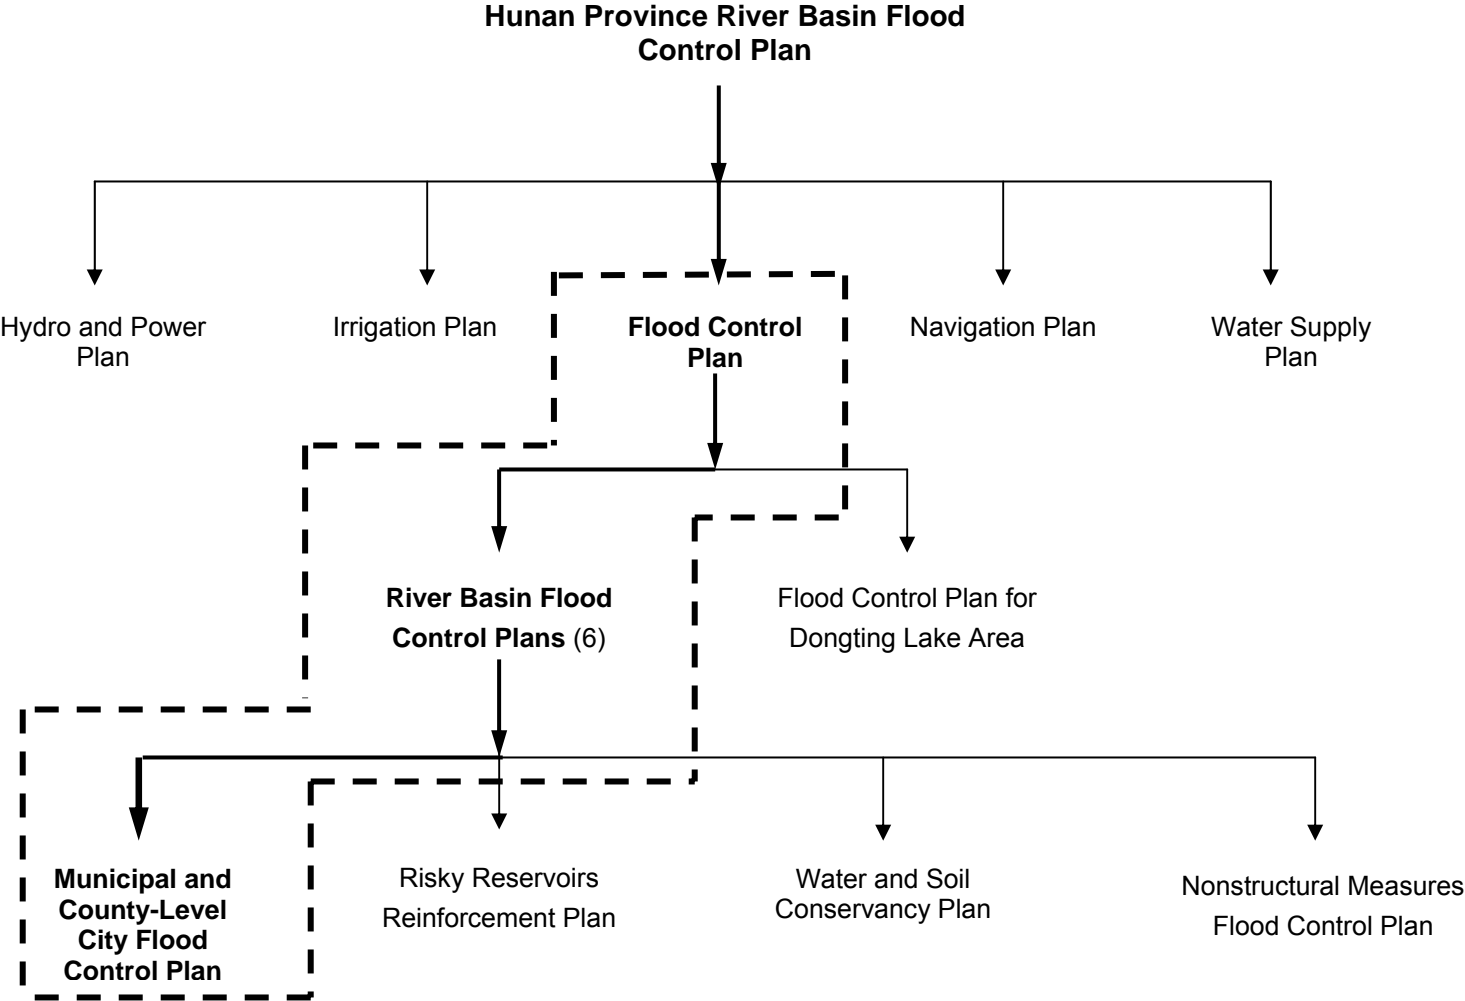 Hunan Province River Basin Flood
Control Plan
Hydro and Power
Plan
Irrigation Plan
Flood Control
Plan
Navigation Plan
Water Supply
Plan
River Basin Flood
Control Plans (6)
Flood Control Plan for
Dongting Lake Area
Municipal and
County-Level
City Flood
Control Plan
Risky Reservoirs
Reinforcement Plan
Water and Soil
Conservancy Plan
Nonstructural Measures
Flood Control Plan